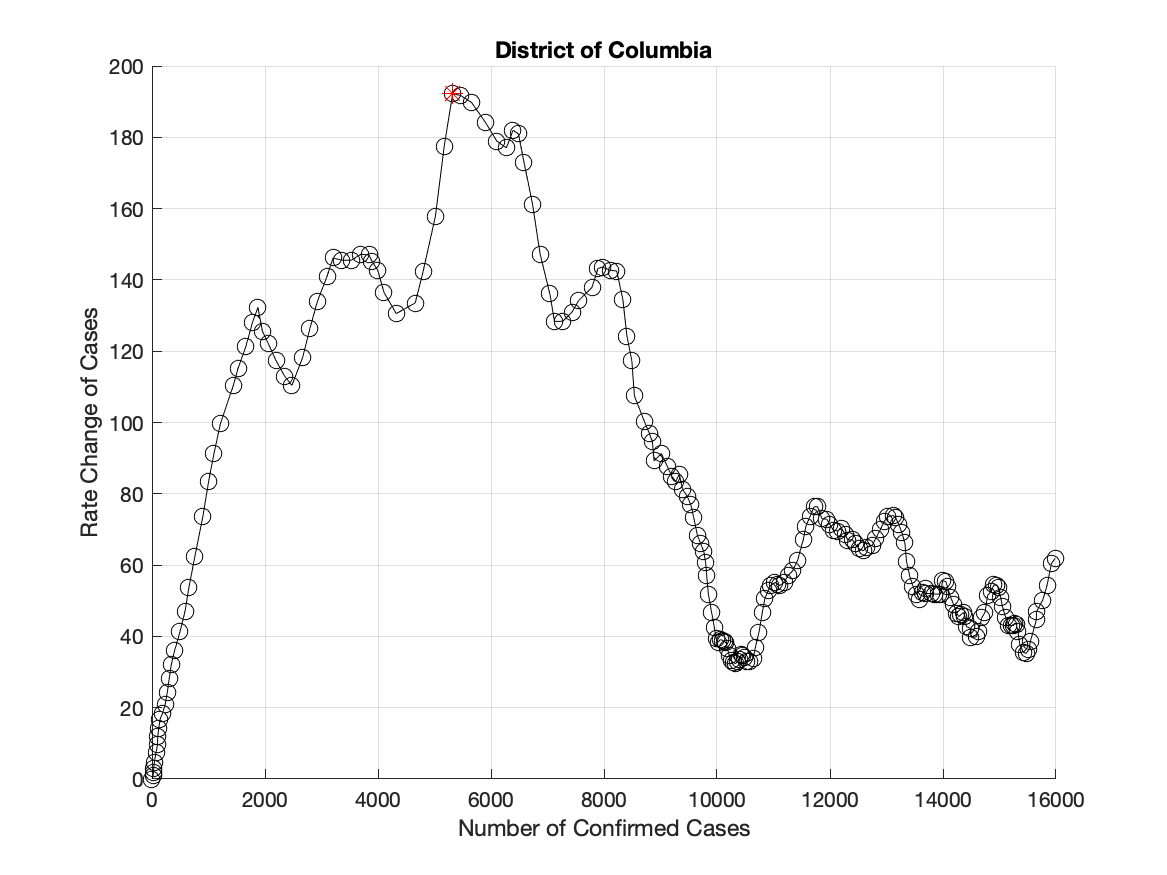 District of Columbia
200
180
160
140
120
100
80
60
40
20
0
Rate Change of Cases
0 2000 4000 6000 8000 10000 12000 14000 16000
Number of Confirmed Cases